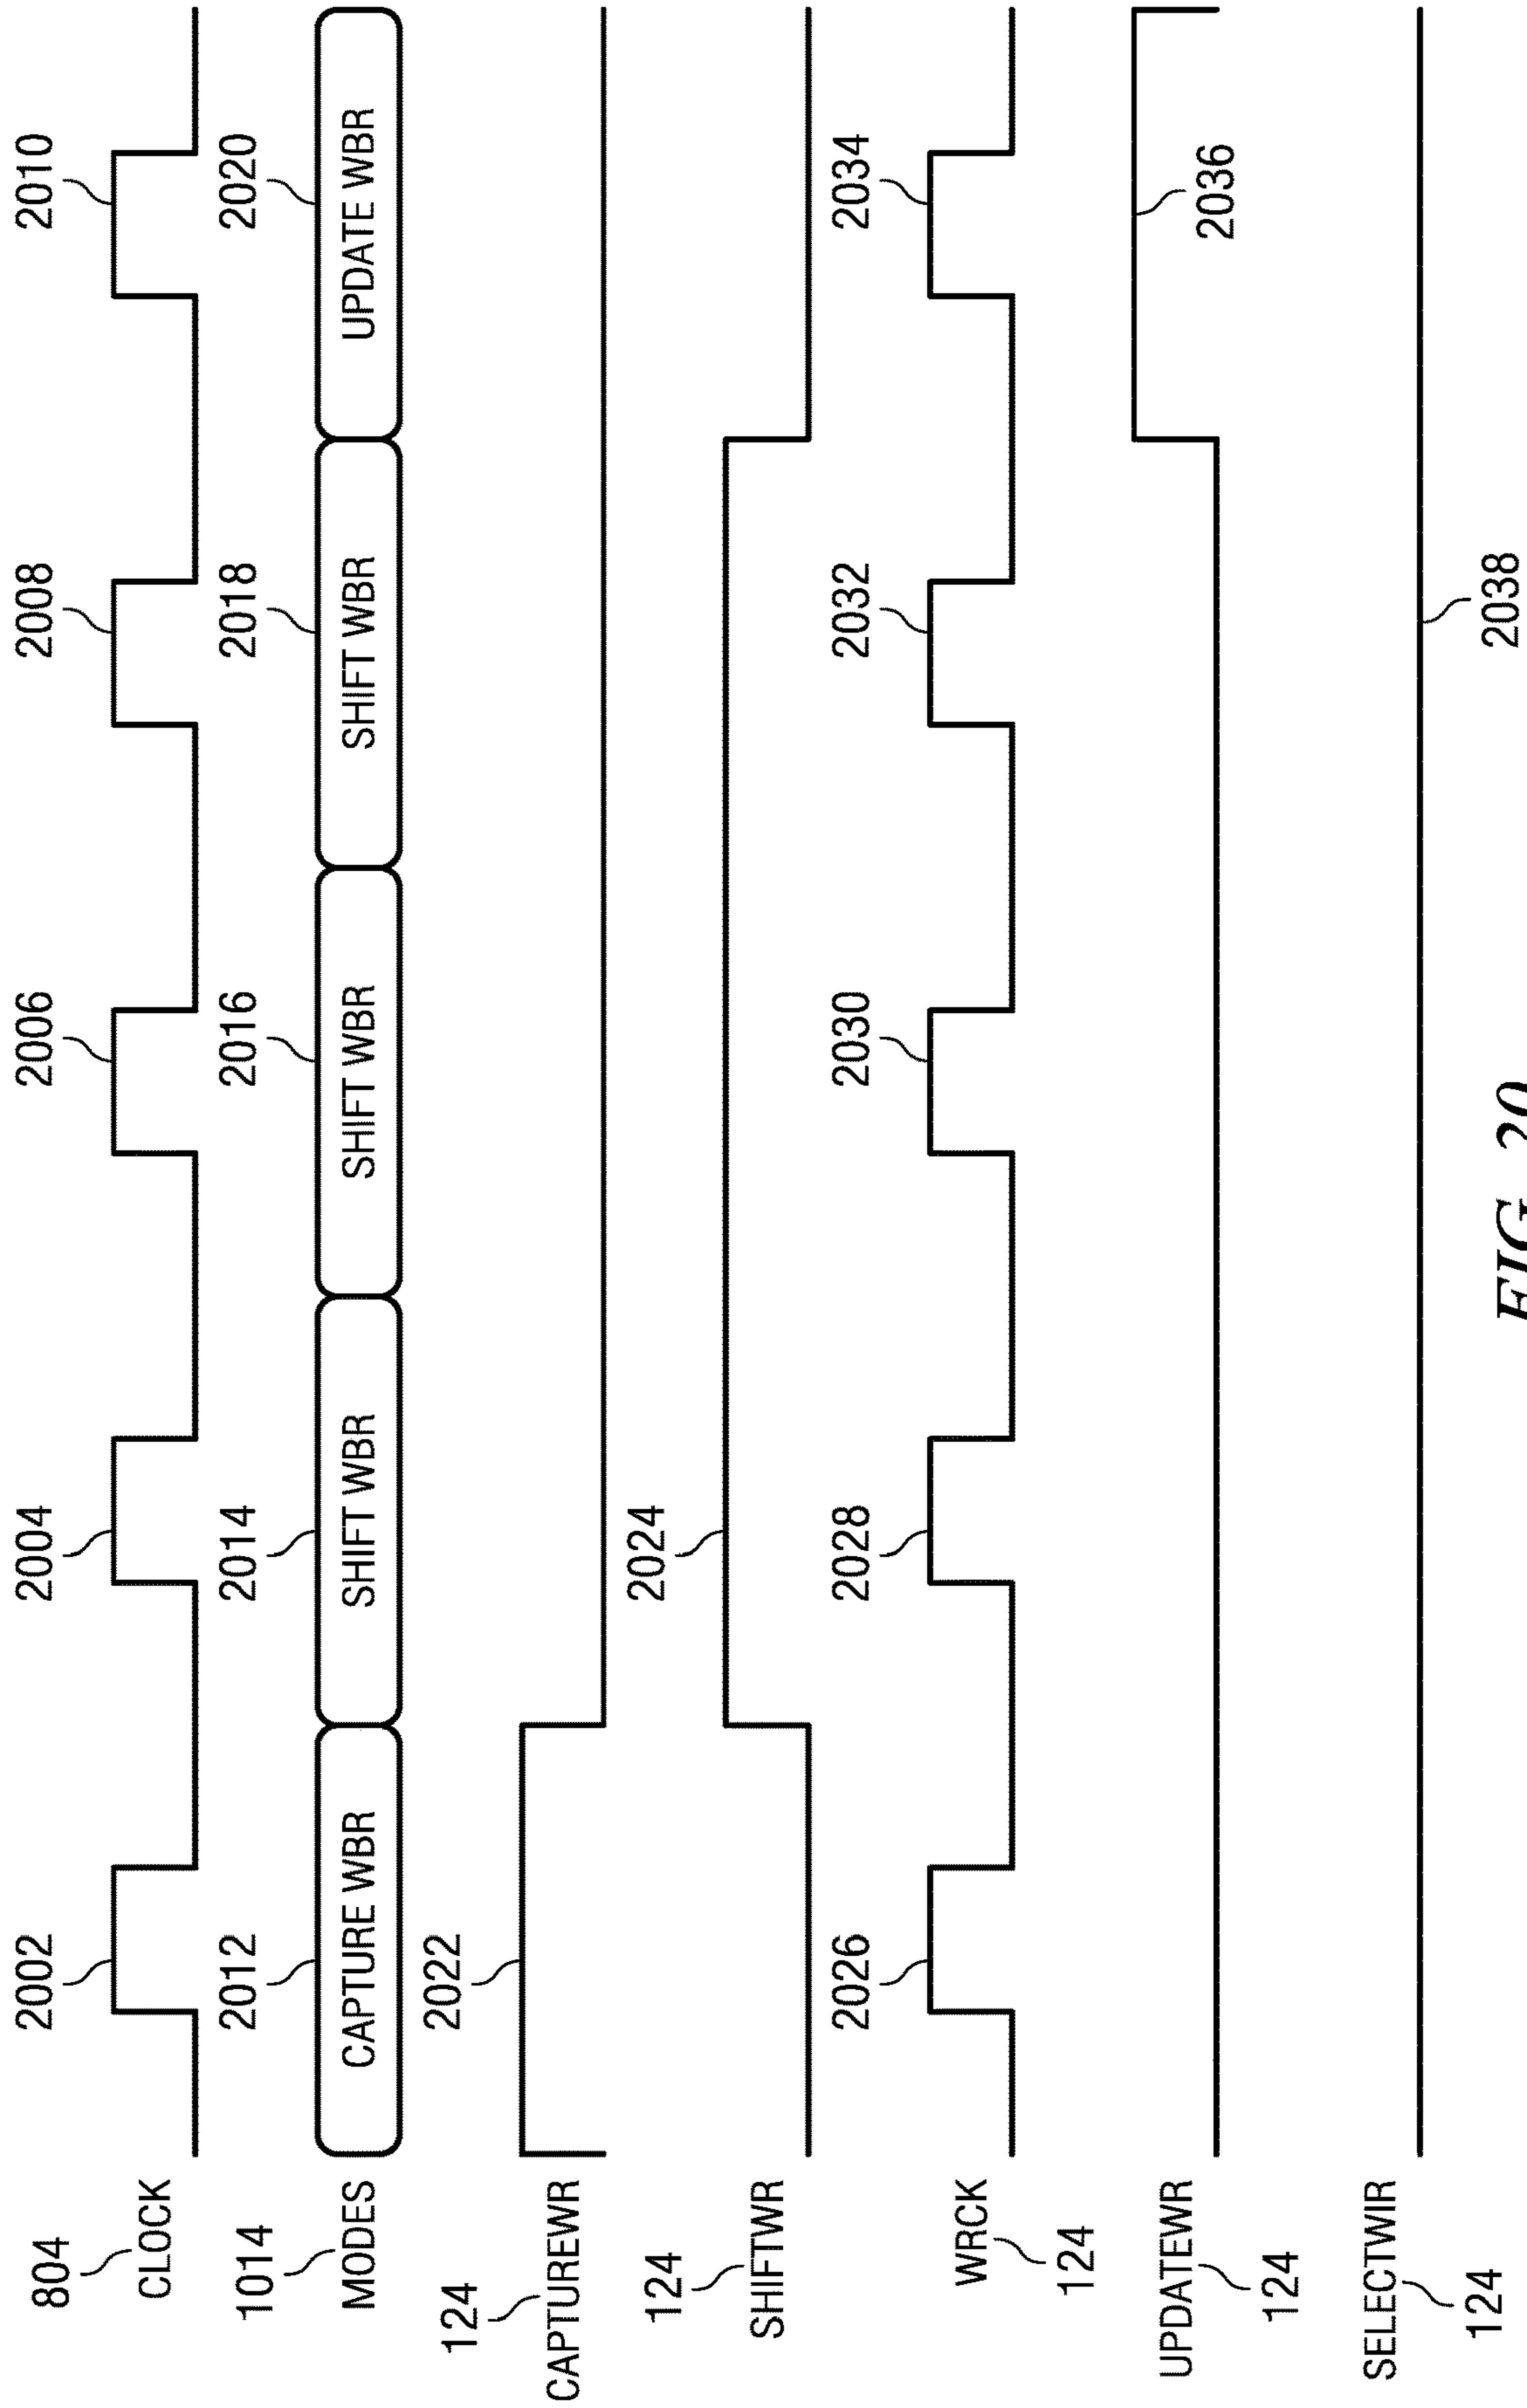 804 2002 2004 2006 2008 2010
CLOCK
1014 2012 2014 2016 2018 2020
MODES CAPTURE WBR SHIFT WBR SHIFT WBR SHIFT WBR UPDATE WBR
124 2022
CAPTUREWR
124 2024
SHIFTWR
2026 2028 2030 2032 2034
WRCK
124
UPDATEWR
2036
124
SELECTWIR
124 2038
FIG. 20